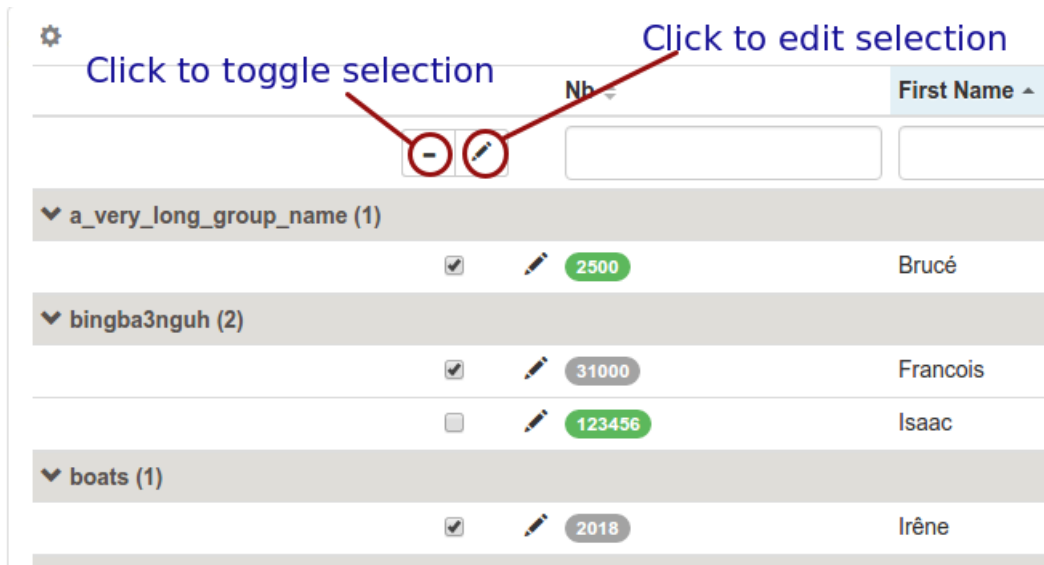 Click to edit selection
Click to toggle selection
Nb First Name
a_very_long_group_name (1)
2500 Brucé
bingba3nguh (2)
31000 Francois
123456 Isaac
boats (1)
2018 Irêne